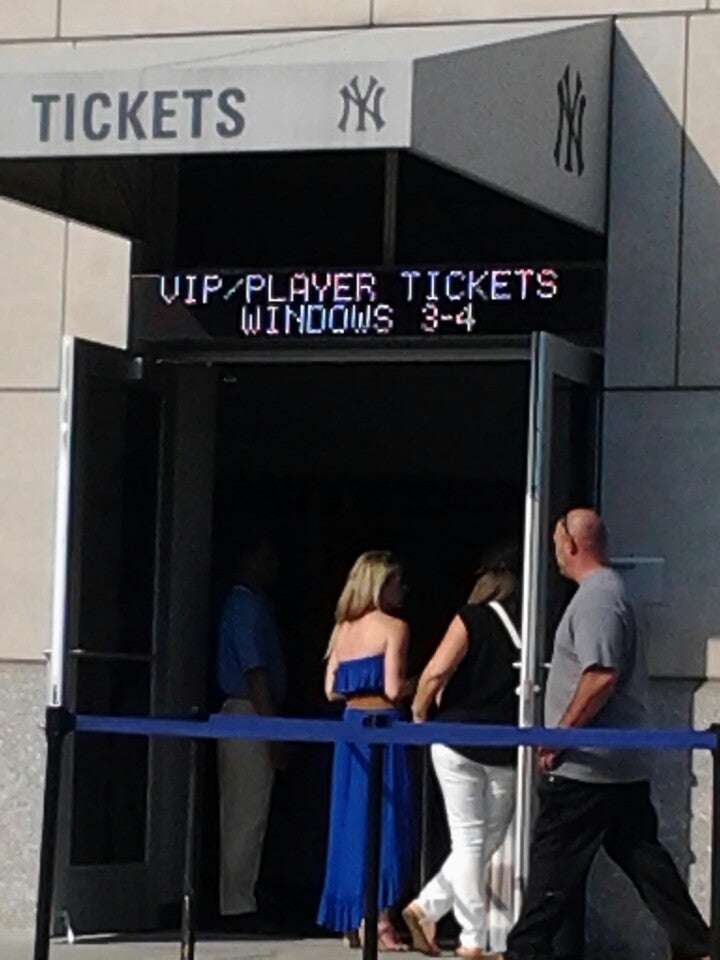 TICKETS NY NY
VIP/PLAYER TICKETS
WINDOWS 3-4